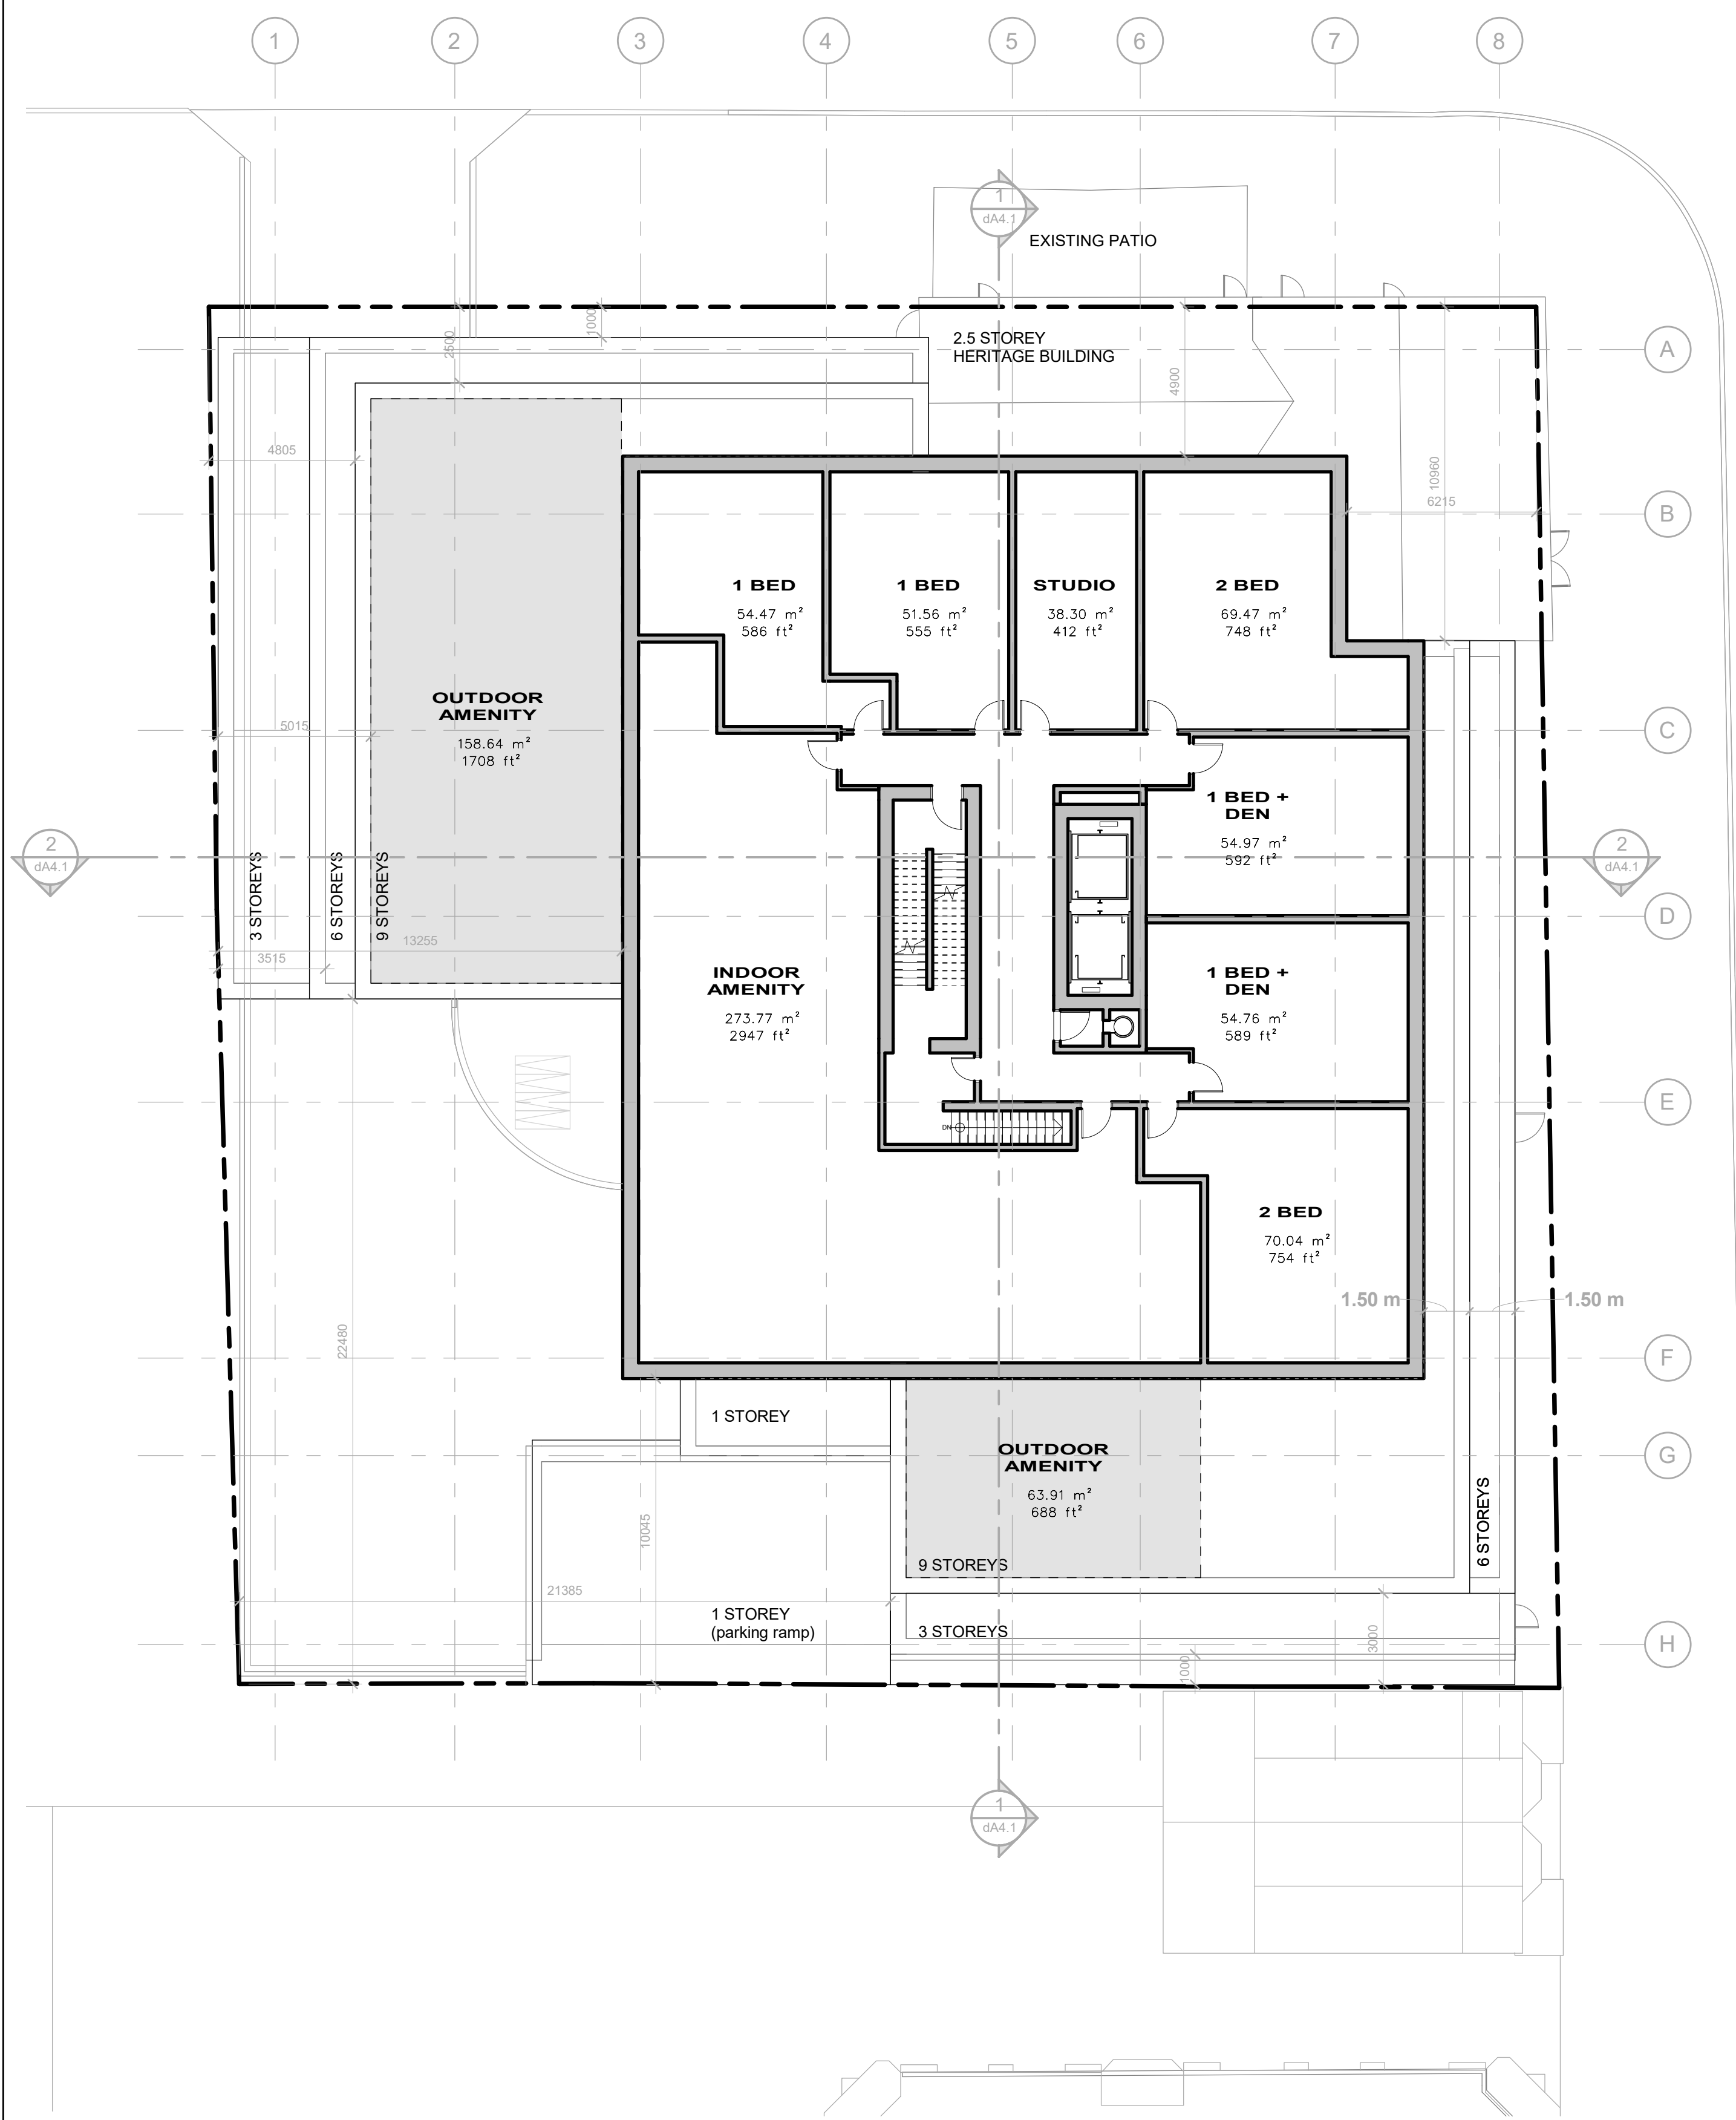 1
2
3
4
5
6
7
8
1
dA4.1
EXISTING PATIO
1000
2500
2.5 STOREY
HERITAGE BUILDING
A
4900
4805
10960
6215
B
1 BED
54.47 m²
586 ft²
1 BED
51.56 m²
555 ft²
STUDIO
38.30 m²
412 ft²
2 BED
69.47 m²
748 ft²
OUTDOOR
AMENITY
158.64 m²
1708 ft²
5015
C
1 BED +
DEN
54.97 m²
592 ft²
2
dA4.1
2
dA4.1
3 STOREYS
6 STOREYS
9 STOREYS
D
13255
3515
INDOOR
AMENITY
273.77 m²
2947 ft²
1 BED +
DEN
54.76 m²
589 ft²
E
DN
2 BED
70.04 m²
754 ft²
1.50 m
1.50 m
22480
F
1 STOREY
OUTDOOR
AMENITY
63.91 m²
688 ft²
G
10045
6 STOREYS
9 STOREYS
21385
1 STOREY
(parking ramp)
3 STOREYS
3000
1000
H
1
dA4.1